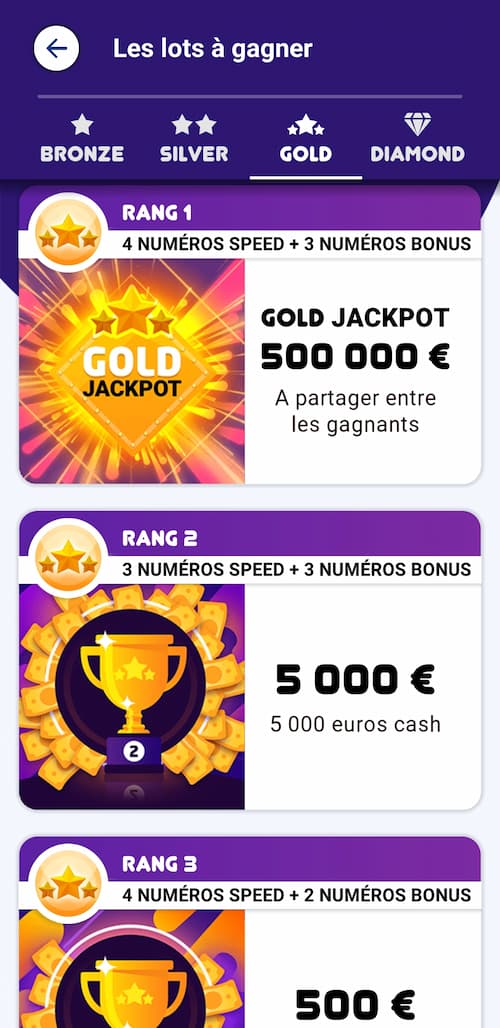 Les lots à gagner
BRONZE SILVER GOLD DIAMOND
RANG 1
4 NUMÉROS SPEED + 3 NUMÉROS BONUS
GOLD
JACKPOT
GOLD JACKPOT
500 000 €
A partager entre
les gagnants
RANG 2
3 NUMÉROS SPEED + 3 NUMÉROS BONUS
2
5 000 €
5 000 euros cash
RANG 3
4 NUMÉROS SPEED + 2 NUMÉROS BONUS
500 €